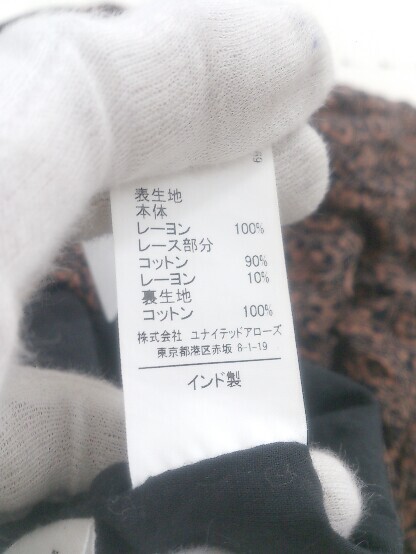 表生地
本体
レーヨン 100%
レース部分
コットン 90%
レーヨン 10%
裏生地
コットン 100%
株式会社 ユナイテッドアローズ
東京都港区赤坂 8-1-19
インド製